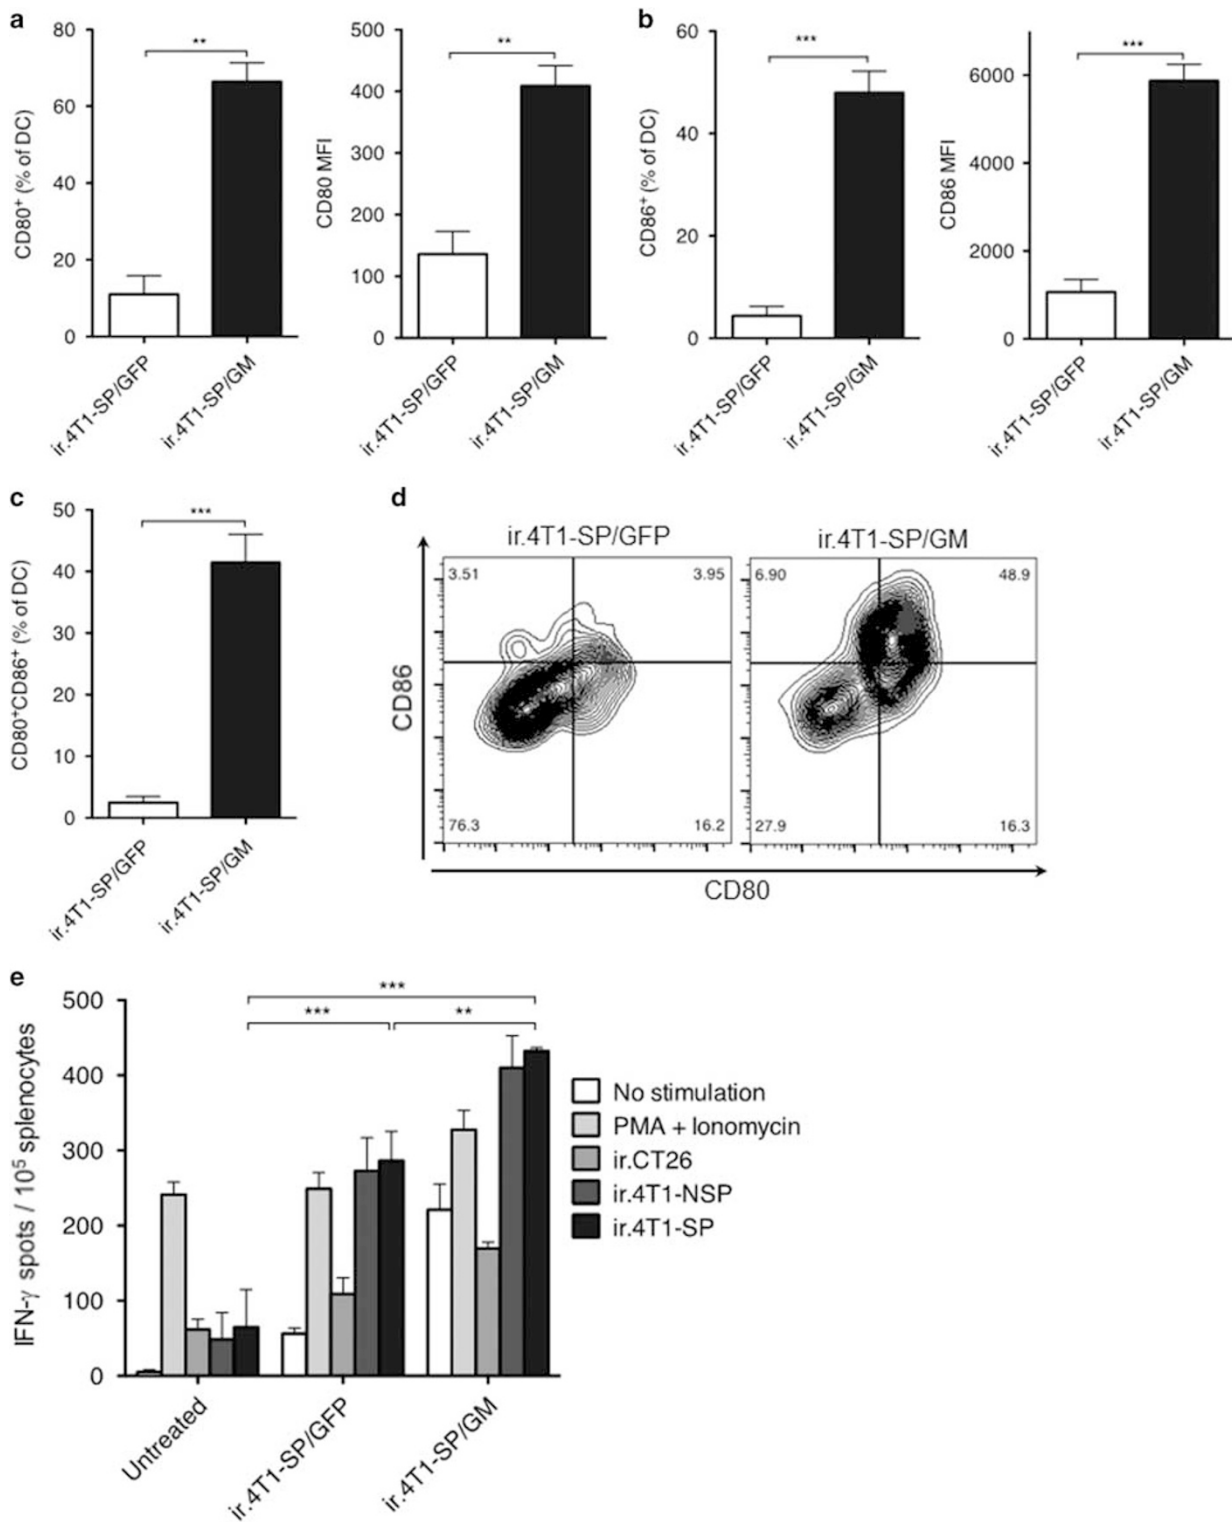 a
80
60
40
20
0
CD80⁺ (% of DC)
**
ir.4T1-SP/GFP
ir.4T1-SP/GM
500
400
300
200
100
0
CD80 MFI
**
ir.4T1-SP/GFP
ir.4T1-SP/GM
b
60
40
20
0
CD86⁺ (% of DC)
***
ir.4T1-SP/GFP
ir.4T1-SP/GM
6000
4000
2000
0
CD86 MFI
***
ir.4T1-SP/GFP
ir.4T1-SP/GM
c
50
40
30
20
10
0
CD80⁺CD86⁺ (% of DC)
***
ir.4T1-SP/GFP
ir.4T1-SP/GM
d
ir.4T1-SP/GFP
3.51
3.95
76.3
16.2
ir.4T1-SP/GM
6.90
48.9
27.9
16.3
CD86
CD80
e
500
400
300
200
100
0
IFN-γ spots / 10⁵ splenocytes
***
***
**
Untreated
ir.4T1-SP/GFP
ir.4T1-SP/GM
No stimulation
PMA + Ionomycin
ir.CT26
ir.4T1-NSP
ir.4T1-SP